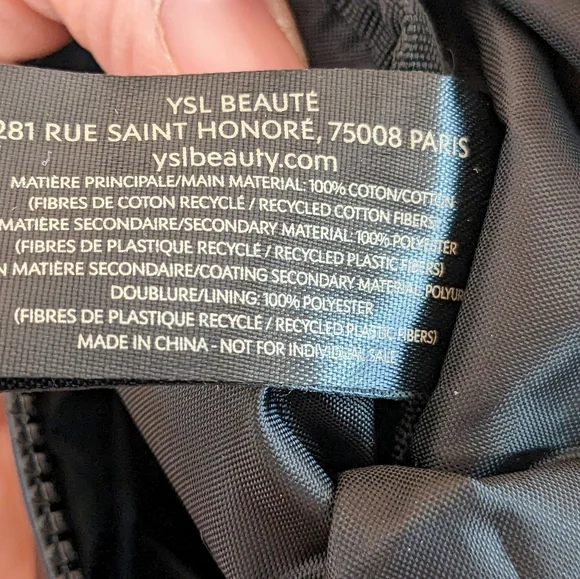 YSL BEAUTÉ
281 RUE SAINT HONORÉ, 75008 PARIS
yslbeauty.com
MATIÈRE PRINCIPALE/MAIN MATERIAL: 100% COTON/COTTON
(FIBRES DE COTON RECYCLÉ / RECYCLED COTTON FIBERS)
MATIÈRE SECONDAIRE/SECONDARY MATERIAL: 100% POLYESTER
(FIBRES DE PLASTIQUE RECYCLÉ / RECYCLED PLASTIC FIBERS)
N MATIÈRE SECONDAIRE/COATING SECONDARY MATERIAL POLYUR
DOUBLURE/LINING: 100% POLYESTER
(FIBRES DE PLASTIQUE RECYCLÉ / RECYCLED PLASTIC FIBERS)
MADE IN CHINA - NOT FOR INDIVIDUAL SALE